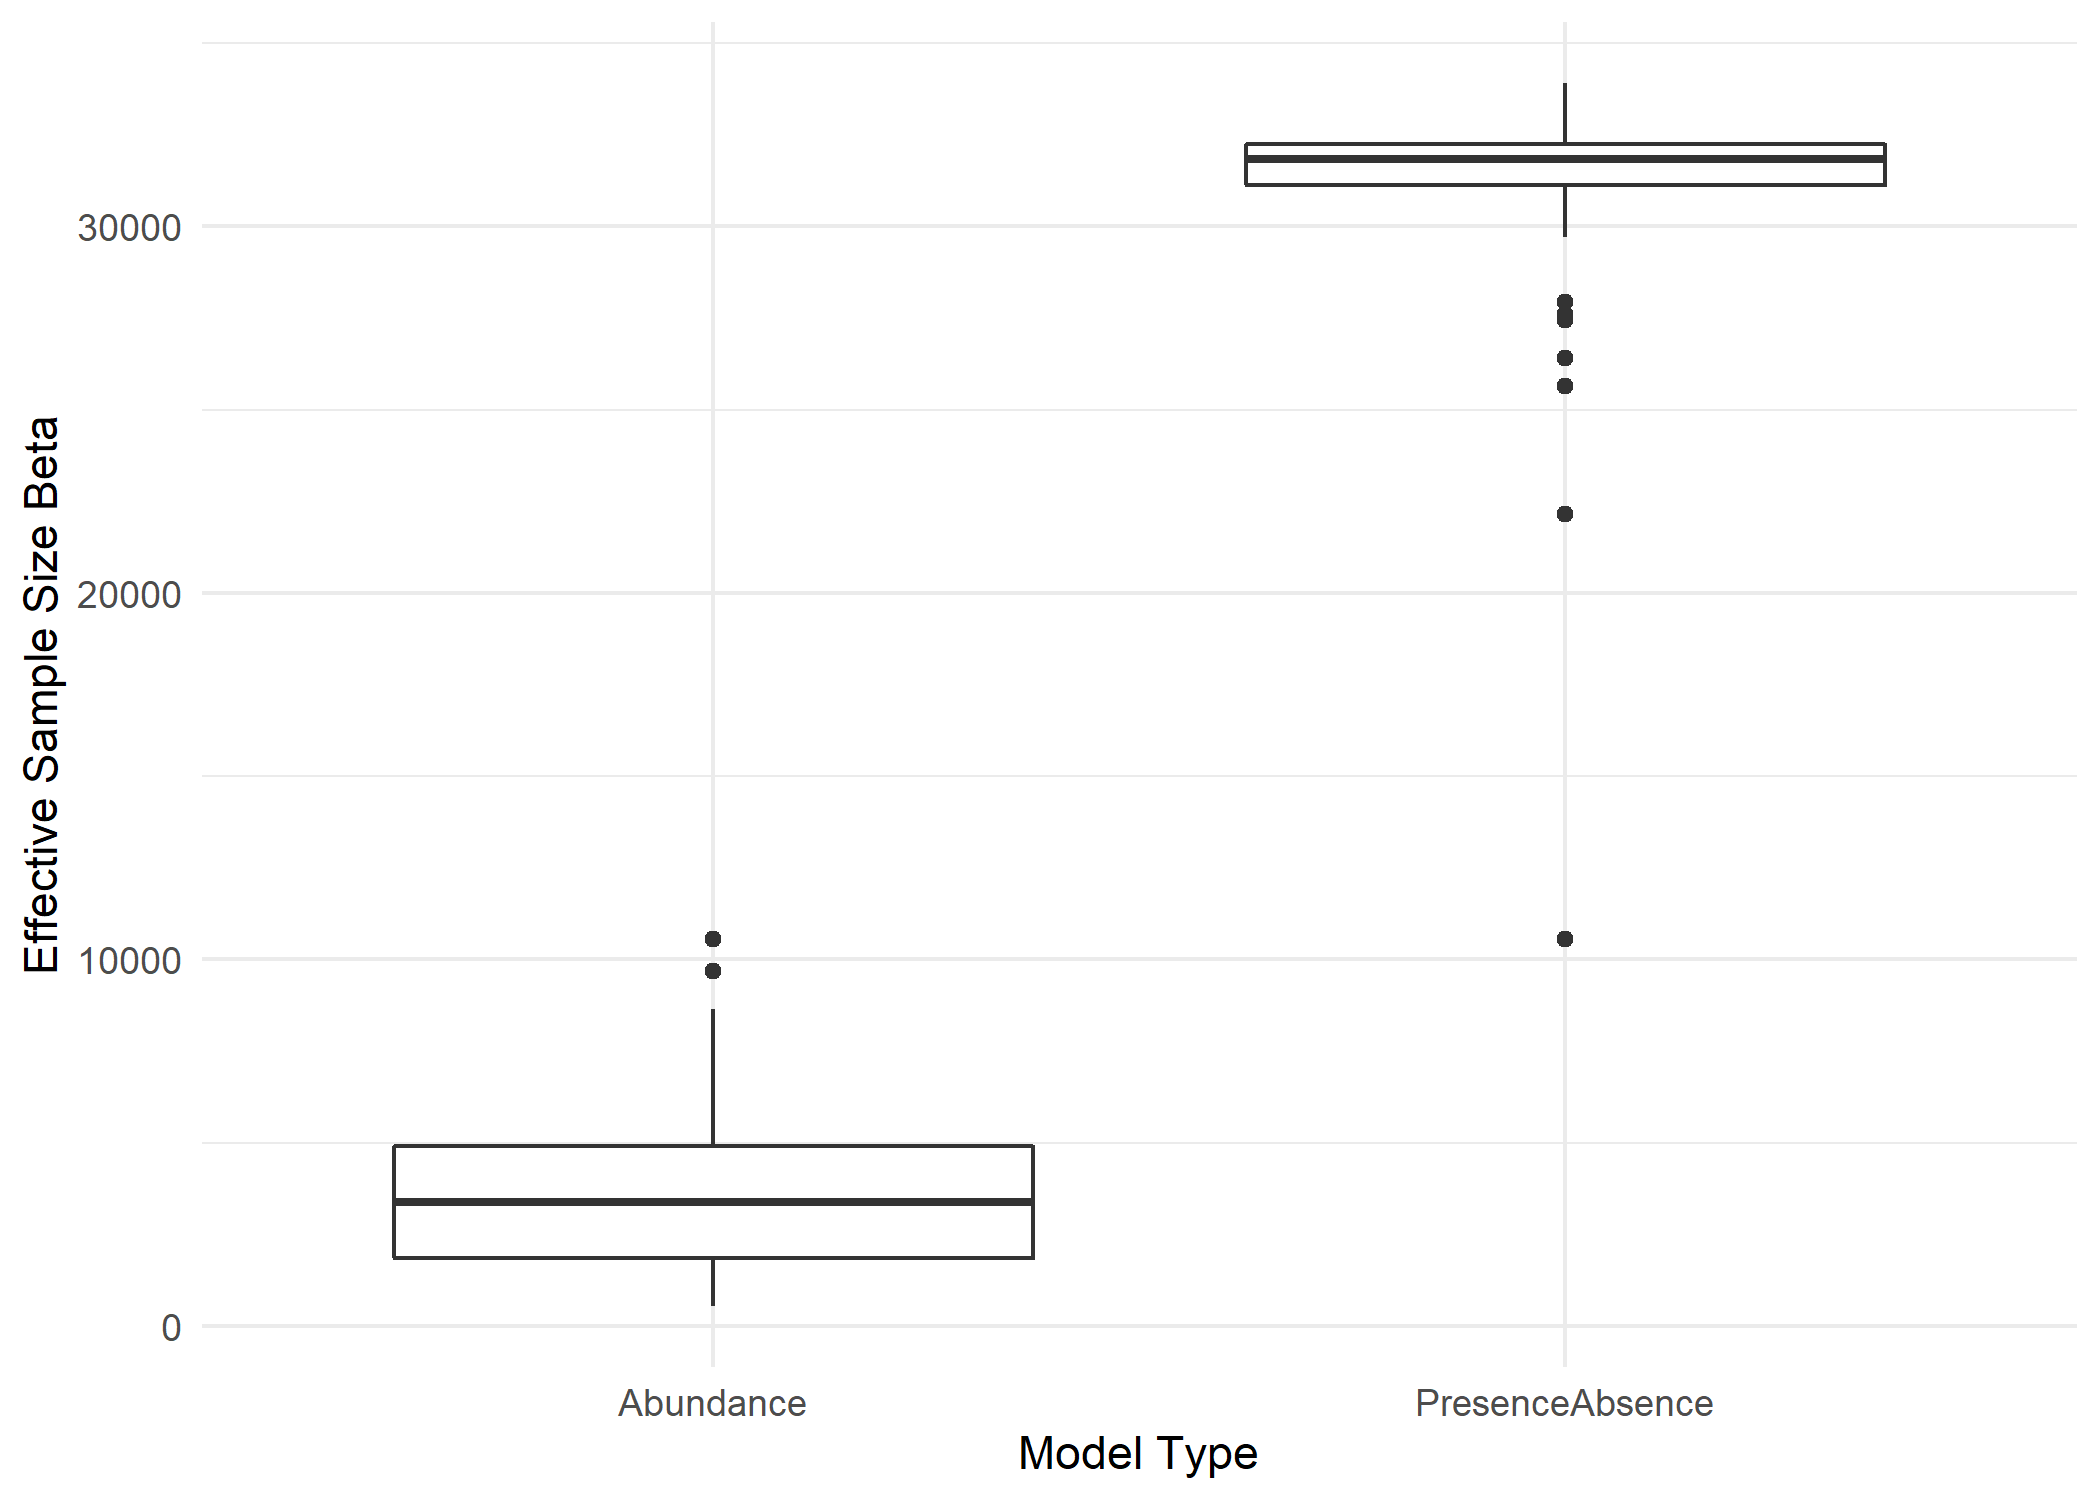 Effective Sample Size Beta
30000
20000
10000
0
Abundance
PresenceAbsence
Model Type